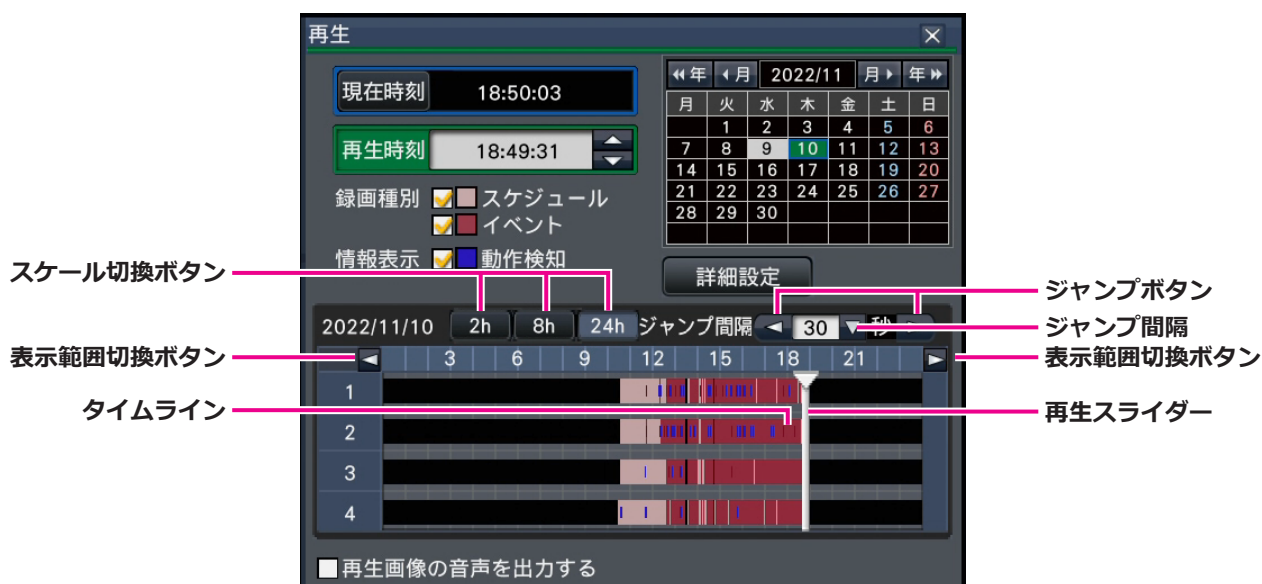 再生
現在時刻 18:50:03
再生時刻 18:49:31
録画種別 スケジュール
イベント
情報表示 動作検知
年 月 2022/11 月 年
月 火 水 木 金 土 日
1 2 3 4 5 6
7 8 9 10 11 12 13
14 15 16 17 18 19 20
21 22 23 24 25 26 27
28 29 30
詳細設定
スケール切換ボタン
ジャンプボタン
2022/11/10 2h 8h 24h ジャンプ間隔 30 秒
ジャンプ間隔
表示範囲切換ボタン
3 6 9 12 15 18 21
表示範囲切換ボタン
1
タイムライン
再生スライダー
2
3
4
再生画像の音声を出力する